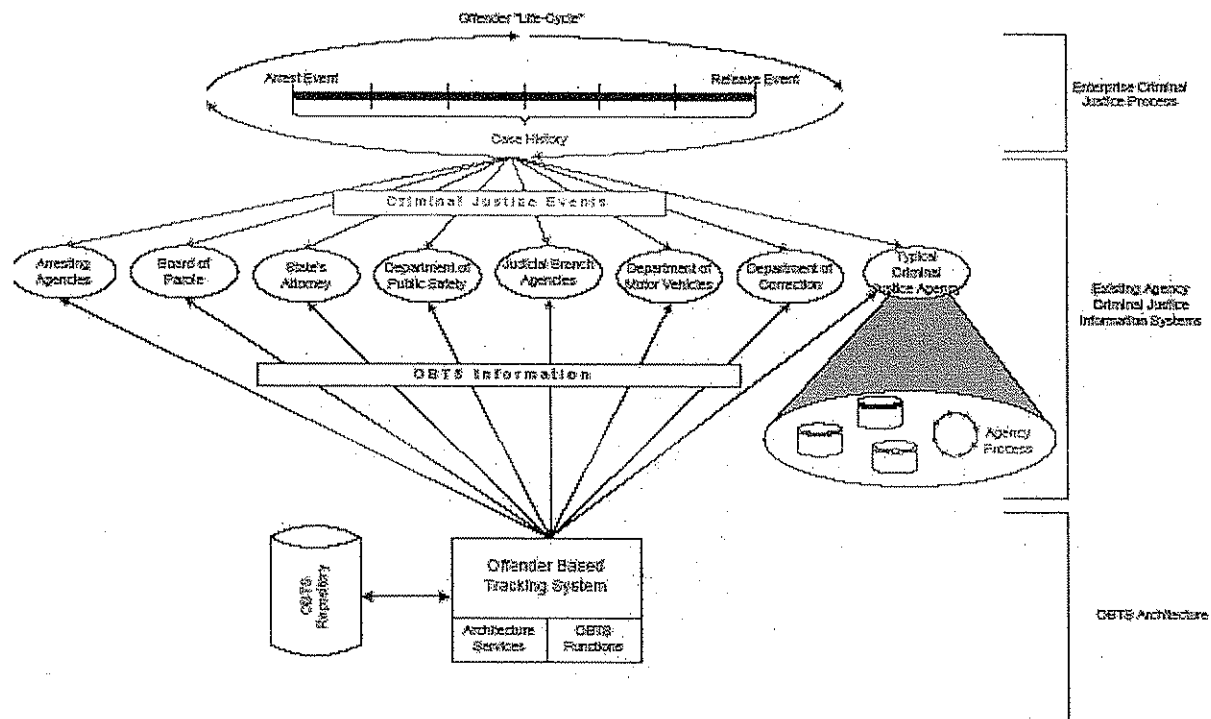 Offender "Life-Cycle"
Arrest Event
Release Event
Case History
Enterprise Criminal
Justice Process
Criminal Justice Events
Arresting
Agencies
Board of
Parole
State's
Attorney
Department of
Public Safety
Judicial Branch
Agencies
Department of
Motor Vehicles
Department of
Correction
Typical
Criminal
Justice Agency
Existing Agency
Criminal Justice
Information Systems
OBTS Information
Agency
Process
OBTS
Repository
Offender Based
Tracking System
Architecture
Services
OBTS
Functions
OBTS Architecture